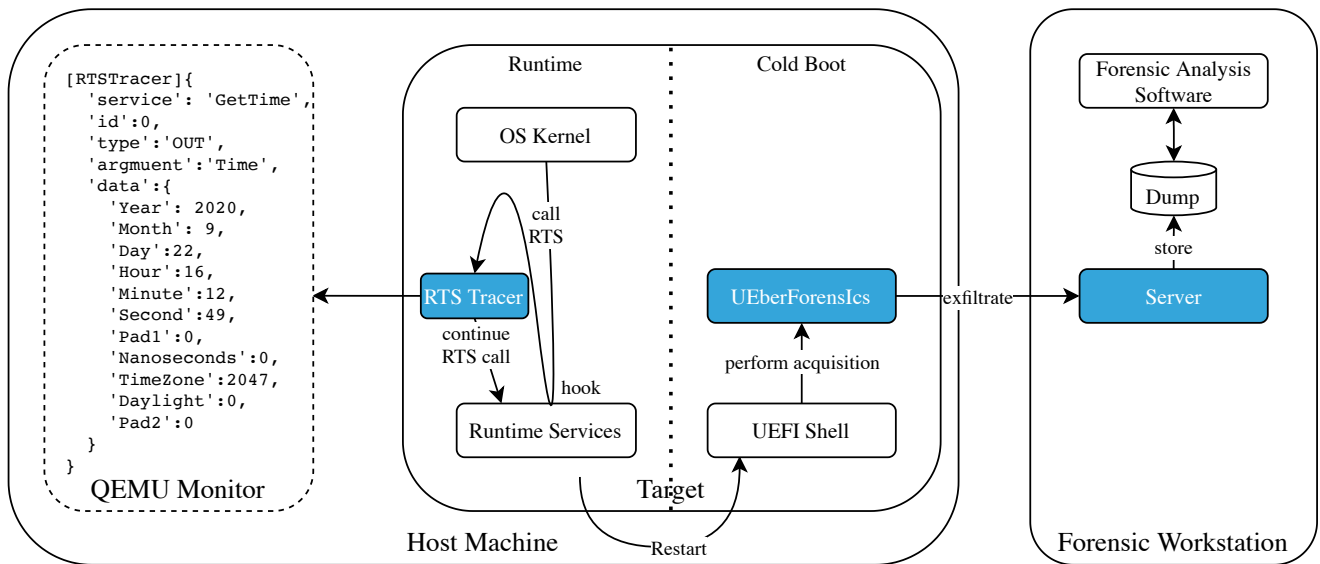 [RTSTracer]{
'service': 'GetTime',
'id':0,
'type':'OUT',
'argmuent':'Time',
'data':{
'Year': 2020,
'Month': 9,
'Day':22,
'Hour':16,
'Minute':12,
'Second':49,
'Pad1':0,
'Nanoseconds':0,
'TimeZone':2047,
'Daylight':0,
'Pad2':0
}
}
QEMU Monitor
Runtime
OS Kernel
call
RTS
RTS Tracer
continue
RTS call
hook
Runtime Services
Cold Boot
UEberForensIcs
perform acquisition
UEFI Shell
Target
Restart
Host Machine
exfiltrate
Forensic Analysis
Software
Dump
store
Server
Forensic Workstation